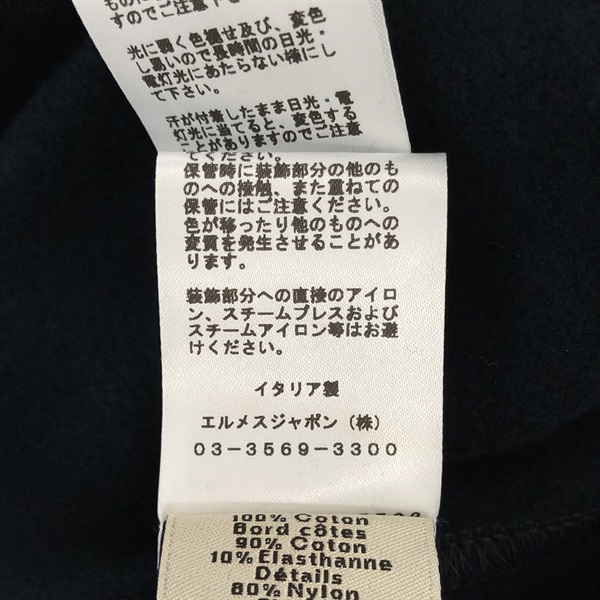 すのでご注意下さい。
光に弱く色褪せ及び、変色
し易いので長時間の日光・
電灯光にあたらない様にし
て下さい。
汗が付着したまま日光・電
灯光に当てると、変色する
ことがありますのでご注意
てください。
保管時に装飾部分の他のも
のへの接触、また重ねての
保管にはご注意ください。
色が移ったり他のものへの
変質を発生させることがあ
ります。
装飾部分への直接のアイロ
ン、スチームプレスおよび
スチームアイロン等はお避
けください。
イタリア製
エルメスジャポン（株）
03-3569-3300
100% Coton
Bord côtes
90% Coton
10% Elasthanne
Détails
80% Nylon